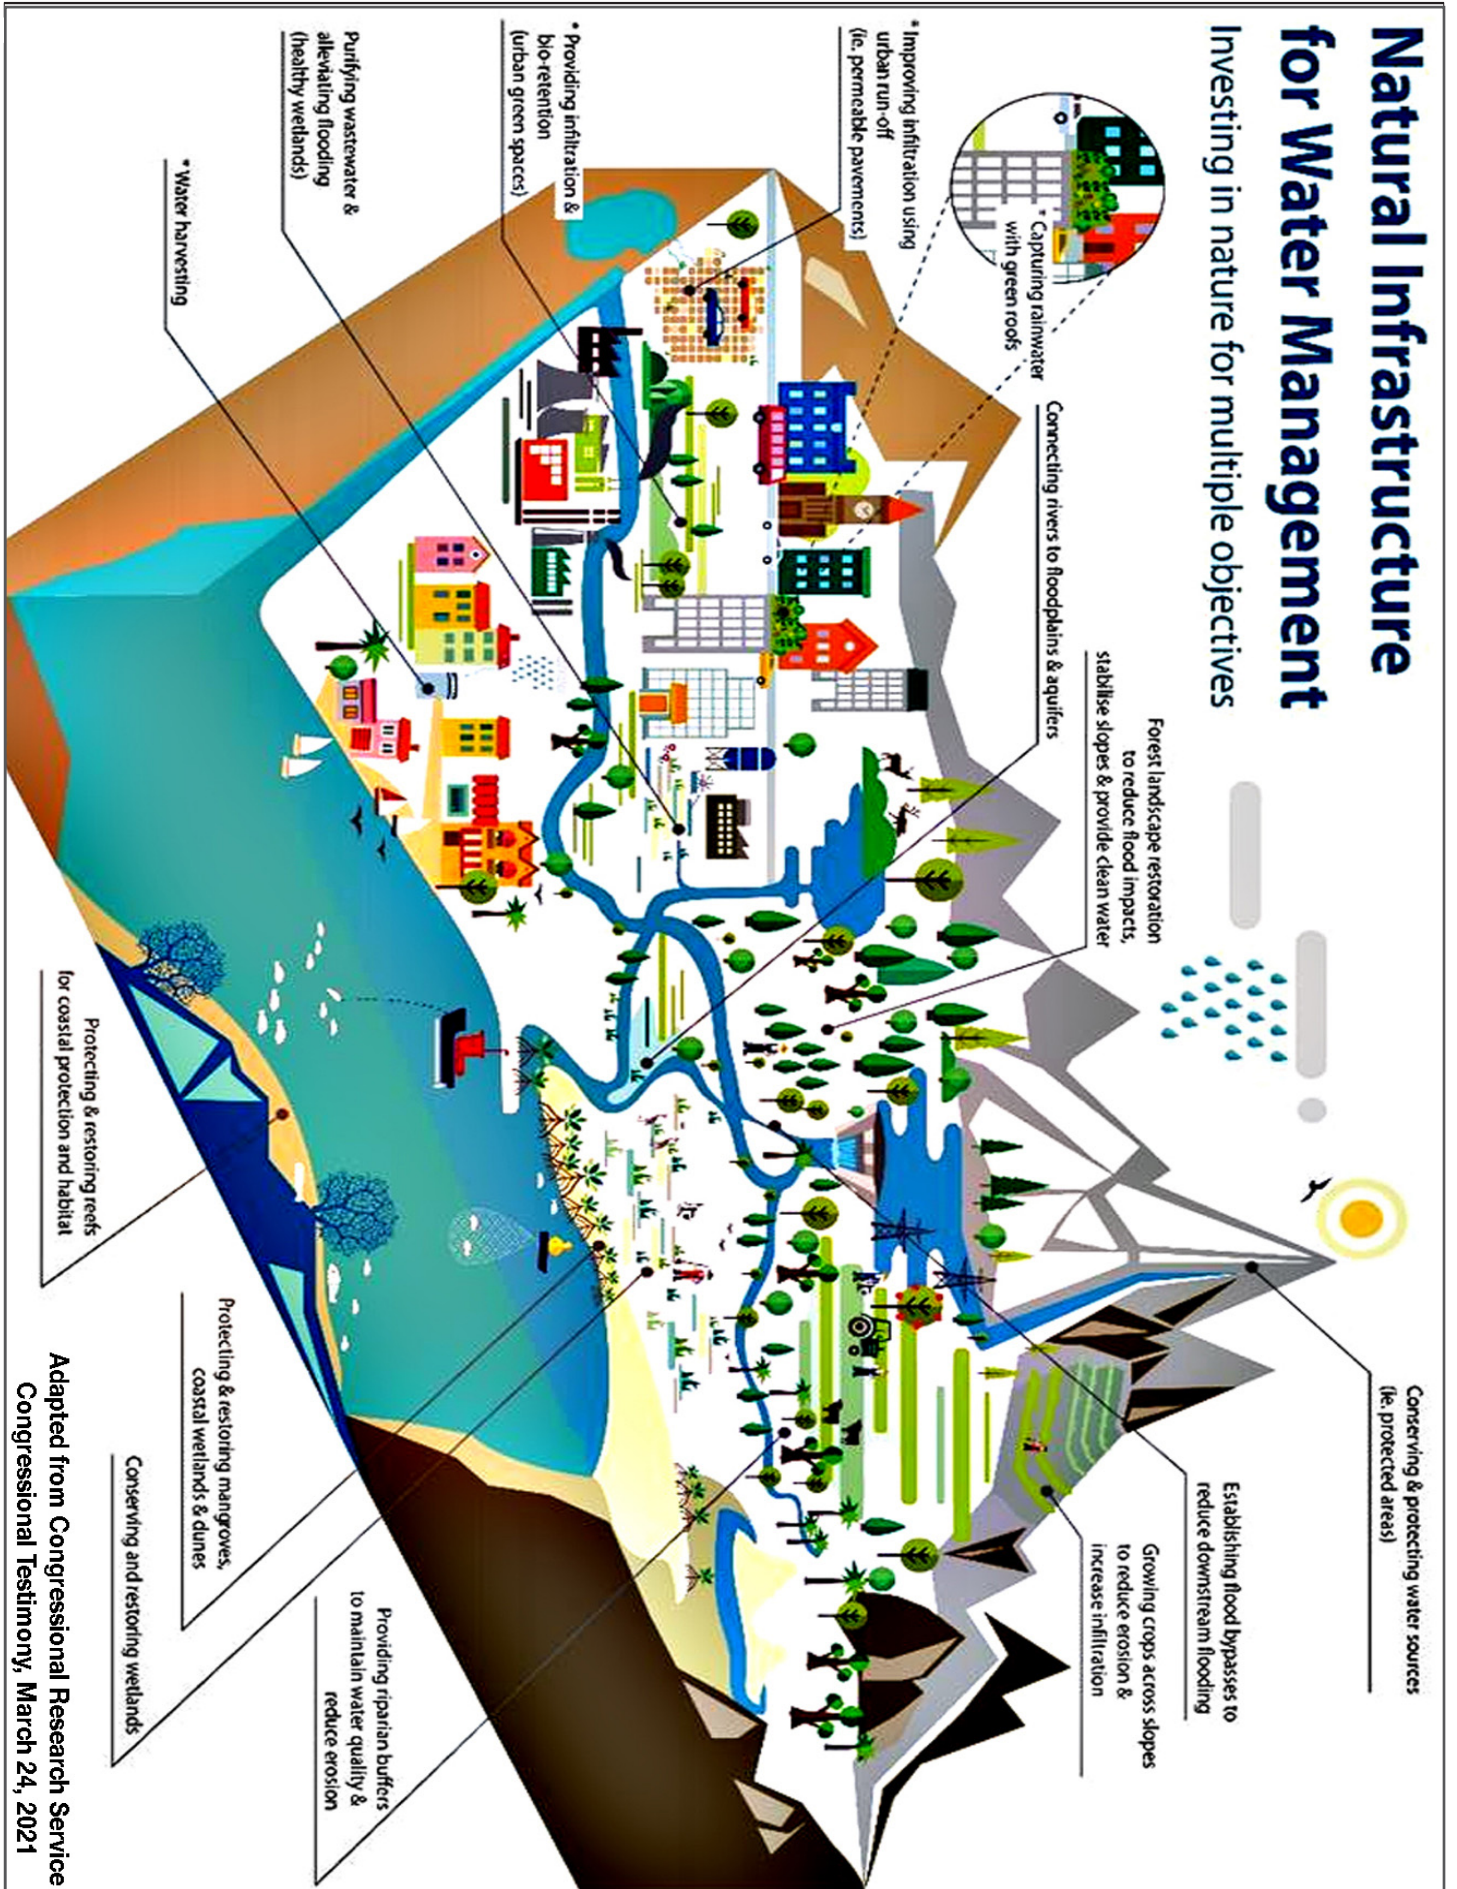 Natural Infrastructure
for Water Management
Investing in nature for multiple objectives
* Capturing rainwater
with green roofs
* Improving infiltration using
urban run-off
(ie. permeable pavements)
* Providing infiltration &
bio-retention
(urban green spaces)
Purifying wastewater &
alleviating flooding
(healthy wetlands)
* Water harvesting
Connecting rivers to floodplains & aquifers
Forest landscape restoration
to reduce flood impacts,
stabilise slopes & provide clean water
Conserving & protecting water sources
(ie. protected areas)
Establishing flood bypasses to
reduce downstream flooding
Growing crops across slopes
to reduce erosion &
increase infiltration
Protecting & restoring reefs
for coastal protection and habitat
Protecting & restoring mangroves,
coastal wetlands & dunes
Conserving and restoring wetlands
Providing riparian buffers
to maintain water quality &
reduce erosion
Adapted from Congressional Research Service
Congressional Testimony, March 24, 2021